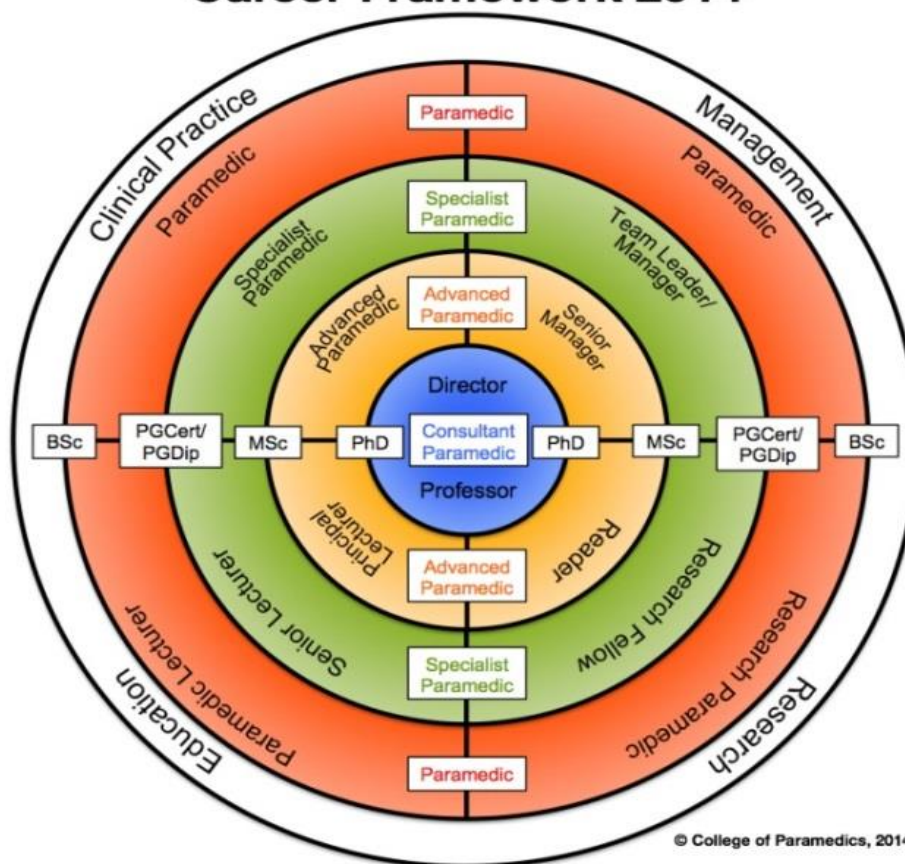 Career Framework 2014
Clinical Practice
Management
Paramedic
Paramedic
Paramedic
Specialist
Paramedic
Specialist
Paramedic
Team Leader/
Manager
Advanced
Paramedic
Advanced
Paramedic
Senior
Manager
Director
BSc
PGCert/
PGDip
MSc
PhD
Consultant
Paramedic
PhD
MSc
PGCert/
PGDip
BSc
Professor
Principal
Lecturer
Advanced
Paramedic
Reader
Senior Lecturer
Specialist
Paramedic
Research Fellow
Paramedic Lecturer
Paramedic
Research Paramedic
Education
Research
© College of Paramedics, 2014